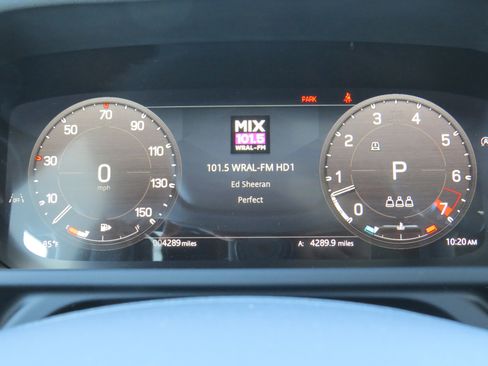 PARK
MIX
101.5
WRAL-FM
101.5 WRAL-FM HD1
Ed Sheeran
Perfect
10
30
50
70
90
110
130
150
0
mph
0
1
2
3
4
5
6
7
P
OFF
85°F
004289 miles
A: 4289.9 miles
10:20 AM